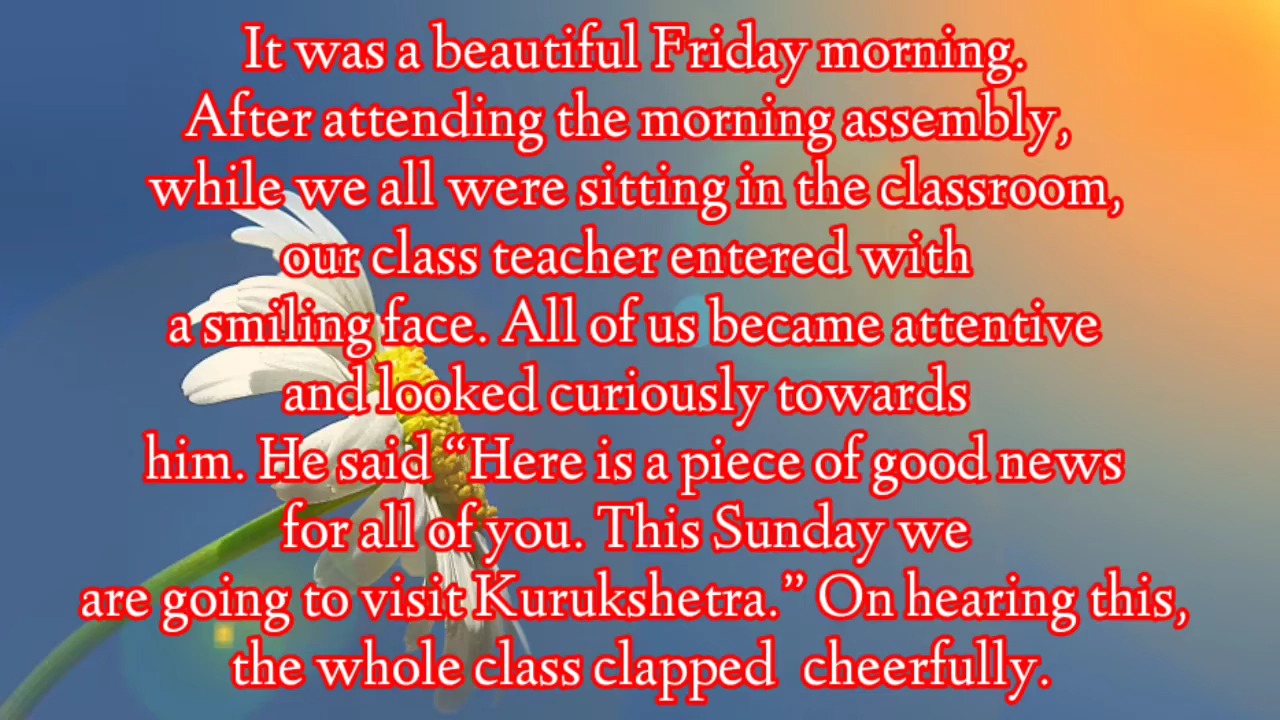 It was a beautiful Friday morning.
After attending the morning assembly,
while we all were sitting in the classroom,
our class teacher entered with
a smiling face. All of us became attentive
and looked curiously towards
him. He said “Here is a piece of good news
for all of you. This Sunday we
are going to visit Kurukshetra.” On hearing this,
the whole class clapped  cheerfully.